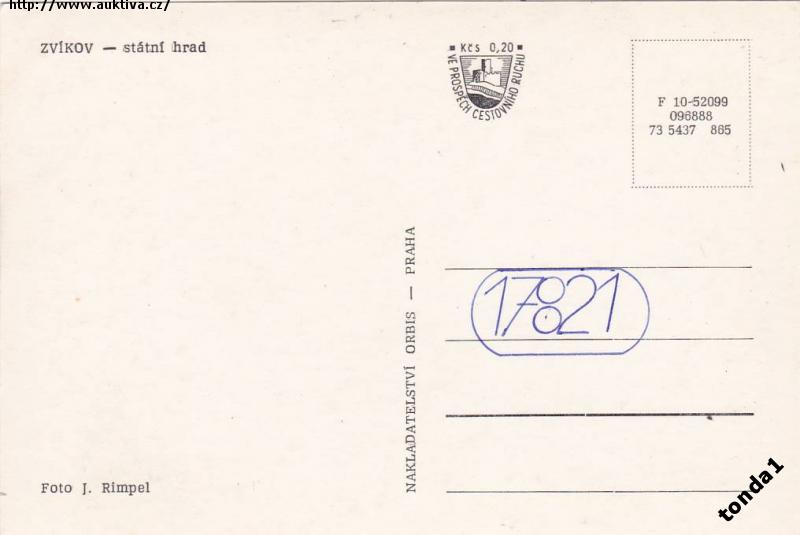 http://www.auktiva.cz/
ZVÍKOV — státní hrad
Kčs 0,20
VE PROSPĚCH CESTOVNÍHO RUCHU
F 10-52099
096888
73 5437 865
NAKLADATELSTVÍ ORBIS — PRAHA
17821
Foto J. Rimpel
tonda1